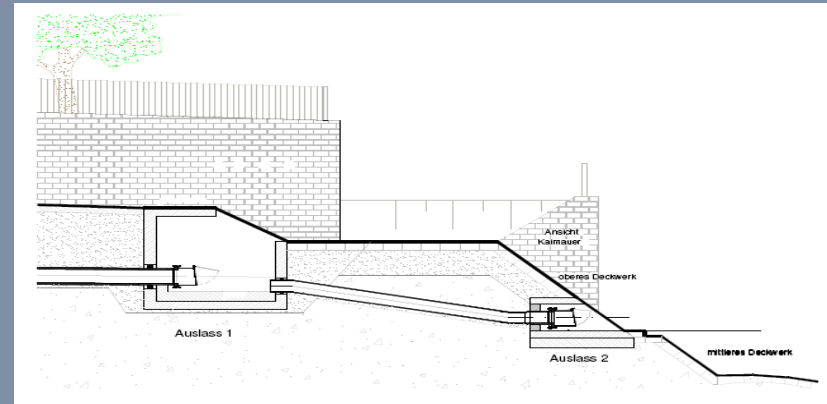 Ansicht
Kaimauer
oberes Deckwerk
Auslass 1
Auslass 2
mittleres Deckwerk